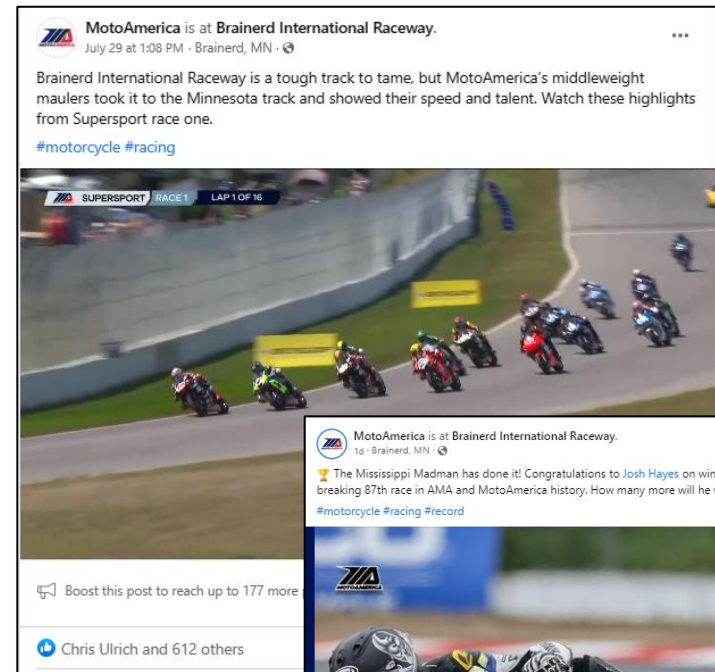 MotoAmerica is at Brainerd International Raceway.
July 29 at 1:08 PM · Brainerd, MN ·
Brainerd International Raceway is a tough track to tame, but MotoAmerica's middleweight
maulers took it to the Minnesota track and showed their speed and talent. Watch these highlights
from Supersport race one.
#motorcycle #racing
SUPERSPORT RACE 1 LAP 1 OF 16
MotoAmerica is at Brainerd International Raceway.
1d · Brainerd, MN ·
🏆 The Mississippi Madman has done it! Congratulations to Josh Hayes on win
breaking 87th race in AMA and MotoAmerica history. How many more will he
#motorcycle #racing #record
MOTOAMERICA
Boost this post to reach up to 177 more
Chris Ulrich and 612 others